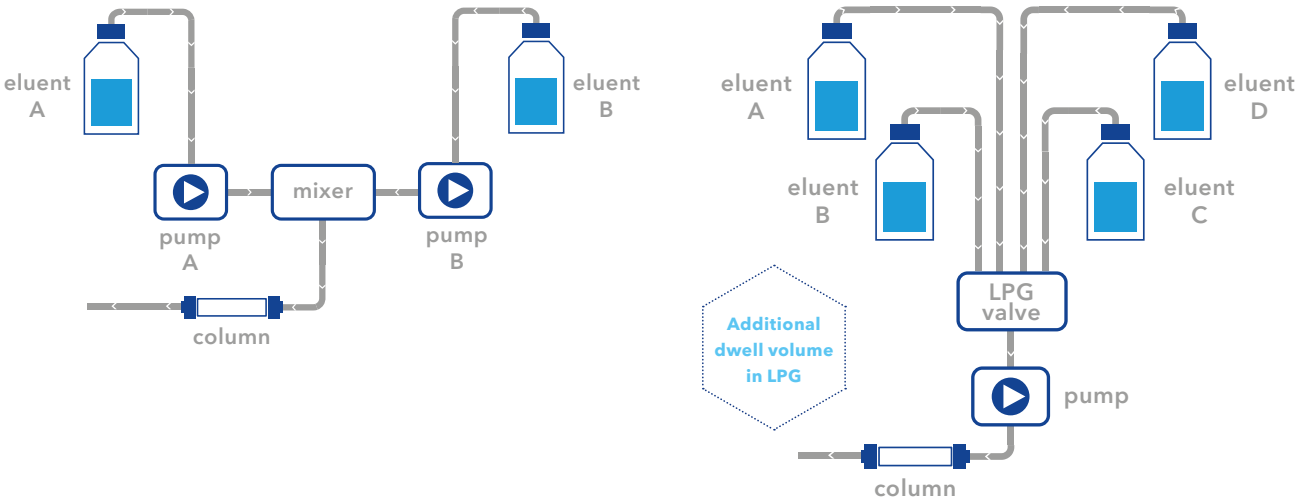 eluent
A
eluent
B
pump
A
mixer
pump
B
column
eluent
A
eluent
B
eluent
D
eluent
C
LPG
valve
Additional
dwell volume
in LPG
pump
column